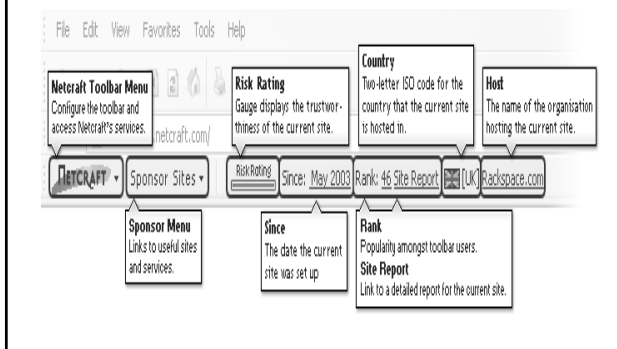 File Edit View Favorites Tools Help
Country
Two-letter ISO code for the
country that the current site
is hosted in.
Netcraft Toolbar Menu
Configure the toolbar and
access Netcraft's services.
Risk Rating
Gauge displays the trustwor-
thiness of the current site.
Host
The name of the organisation
hosting the current site.
netcraft.com/
NETCRAFT Sponsor Sites Risk Rating Since: May 2003 Rank: 46 Site Report [UK] Rackspace.com
Sponsor Menu
Links to useful sites
and services.
Since
The date the current
site was set up
Rank
Popularity amongst toolbar users.
Site Report
Link to a detailed report for the current site.